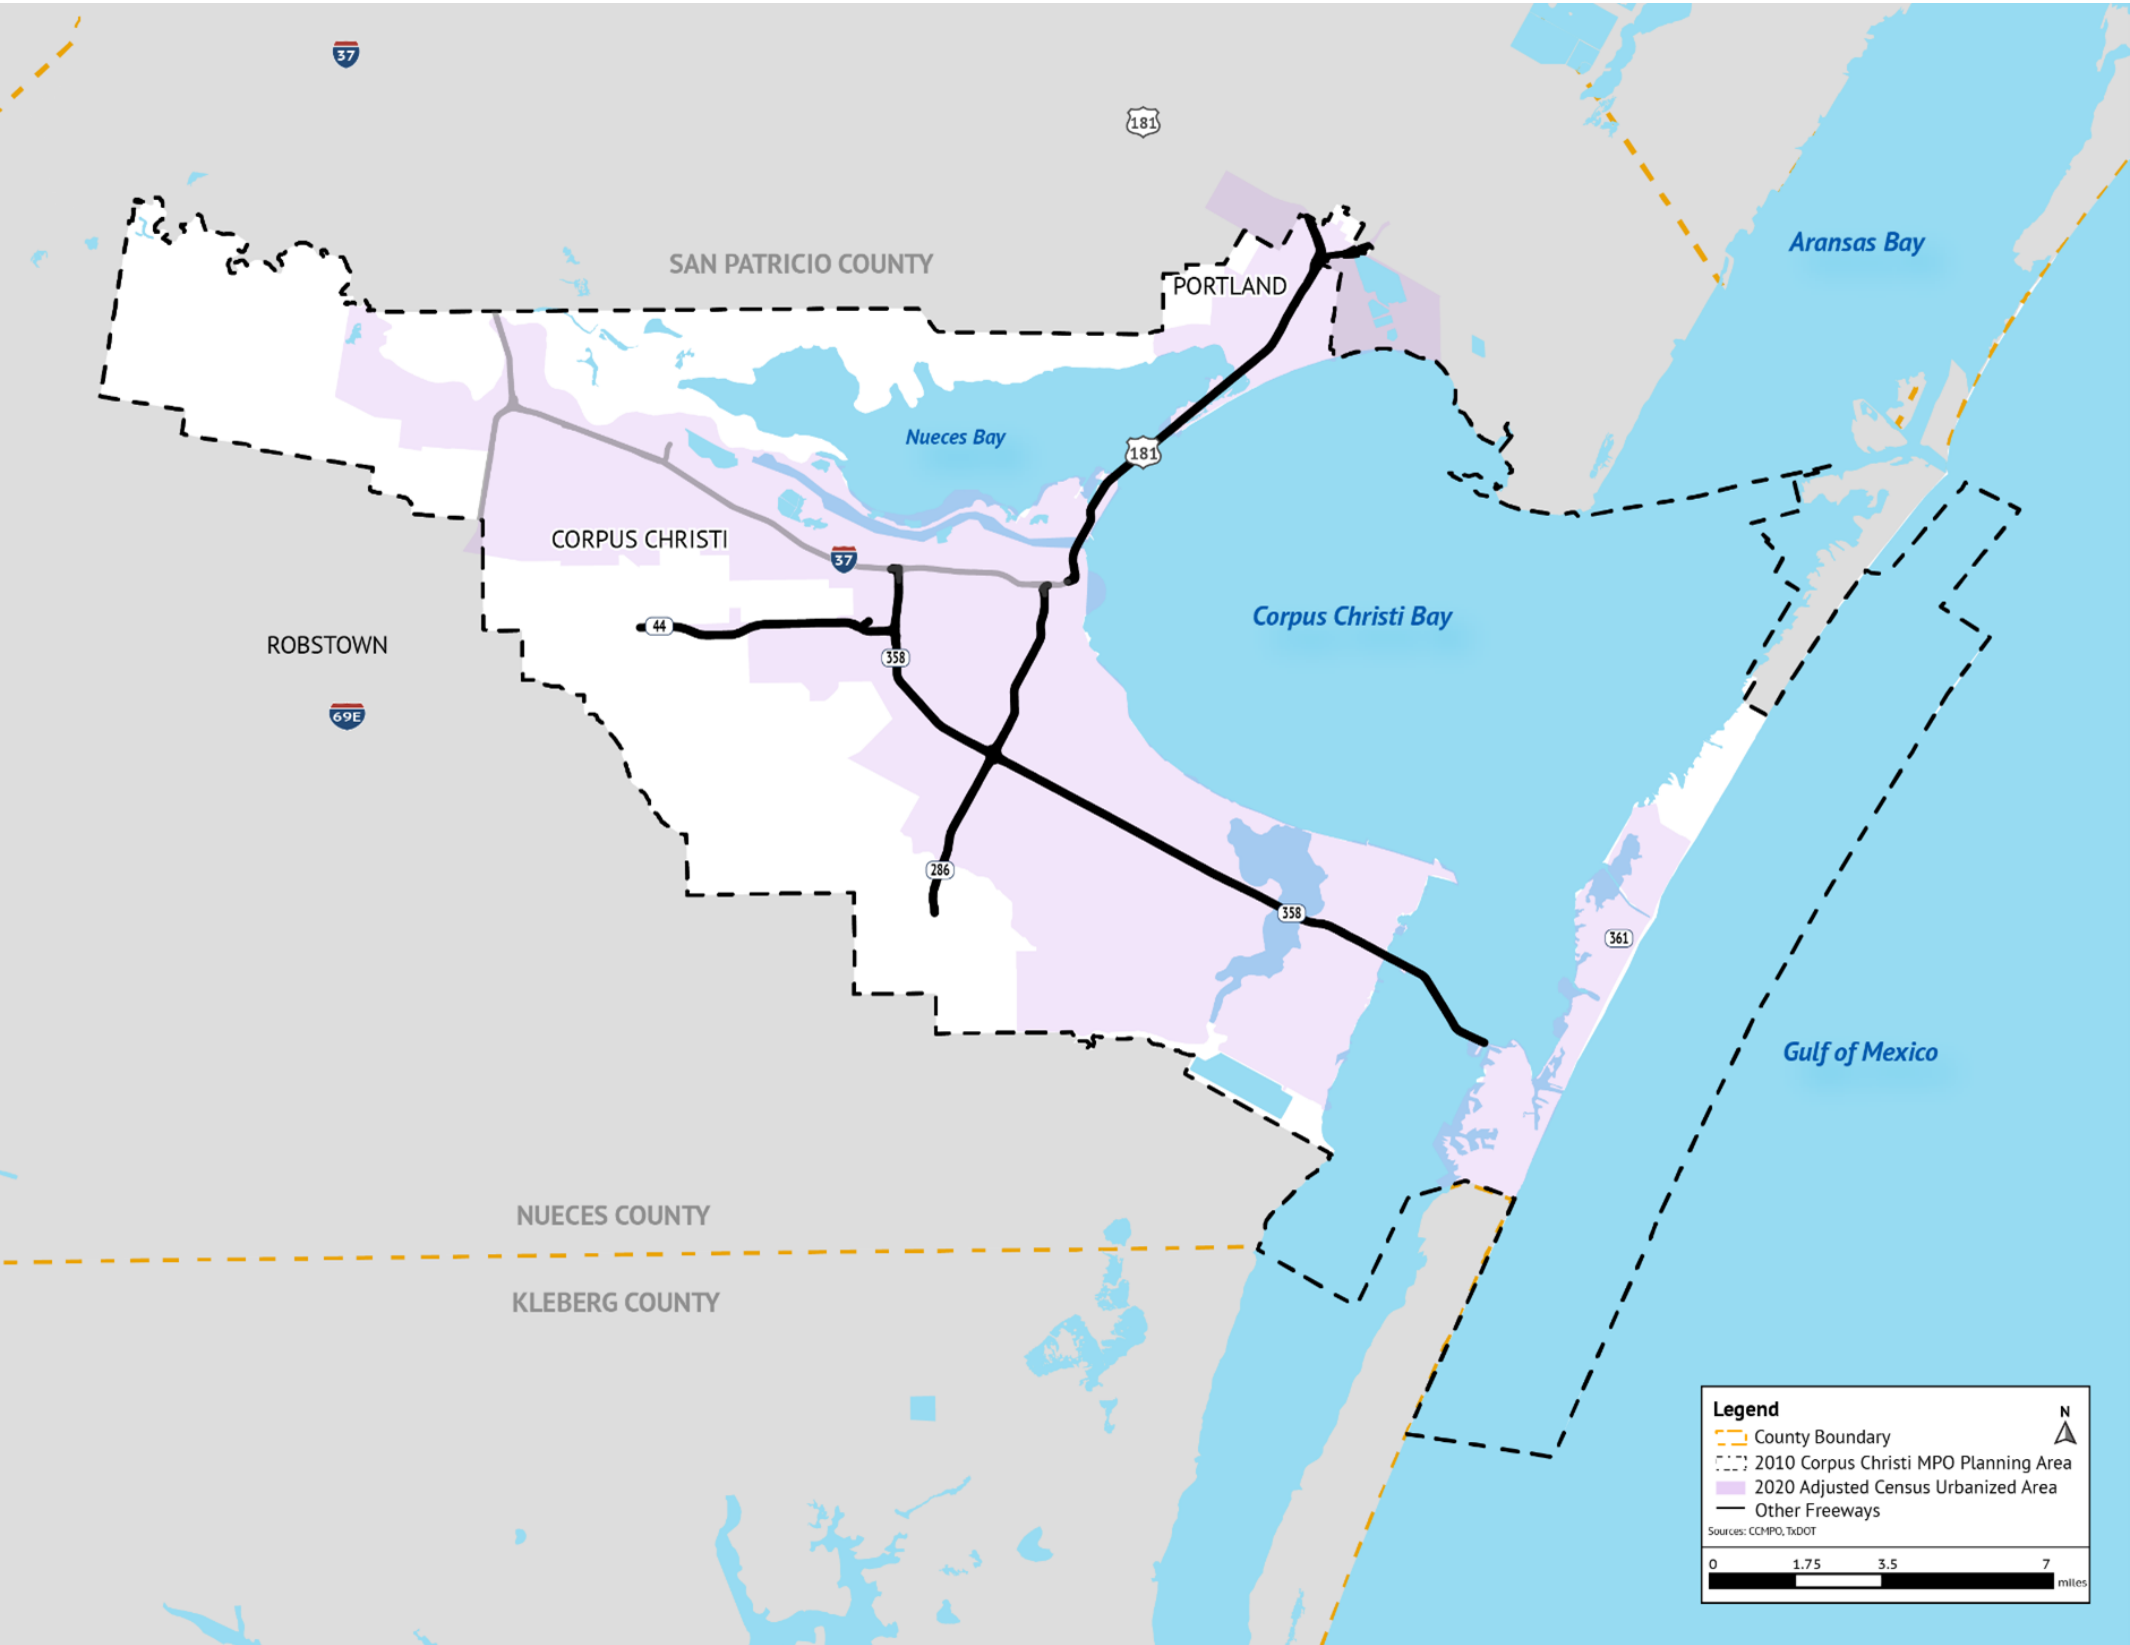 37
181
Aransas Bay
SAN PATRICIO COUNTY
PORTLAND
Nueces Bay
181
CORPUS CHRISTI
37
Corpus Christi Bay
44
ROBSTOWN
358
69E
286
358
361
Gulf of Mexico
NUECES COUNTY
KLEBERG COUNTY
Legend
N
County Boundary
2010 Corpus Christi MPO Planning Area
2020 Adjusted Census Urbanized Area
Other Freeways
Sources: CCMPO, TxDOT
0 1.75 3.5 7
miles